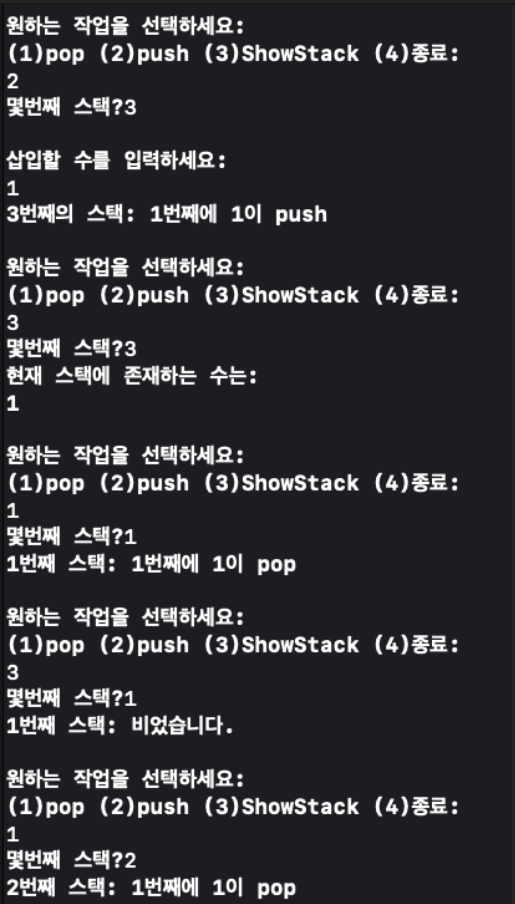 원하는 작업을 선택하세요:
(1)pop (2)push (3)ShowStack (4)종료:
2
몇번째 스택?3
삽입할 수를 입력하세요:
1
3번째의 스택: 1번째에 1이 push
원하는 작업을 선택하세요:
(1)pop (2)push (3)ShowStack (4)종료:
3
몇번째 스택?3
현재 스택에 존재하는 수는:
1
원하는 작업을 선택하세요:
(1)pop (2)push (3)ShowStack (4)종료:
1
몇번째 스택?1
1번째 스택: 1번째에 1이 pop
원하는 작업을 선택하세요:
(1)pop (2)push (3)ShowStack (4)종료:
3
몇번째 스택?1
1번째 스택: 비었습니다.
원하는 작업을 선택하세요:
(1)pop (2)push (3)ShowStack (4)종료:
1
몇번째 스택?2
2번째 스택: 1번째에 1이 pop